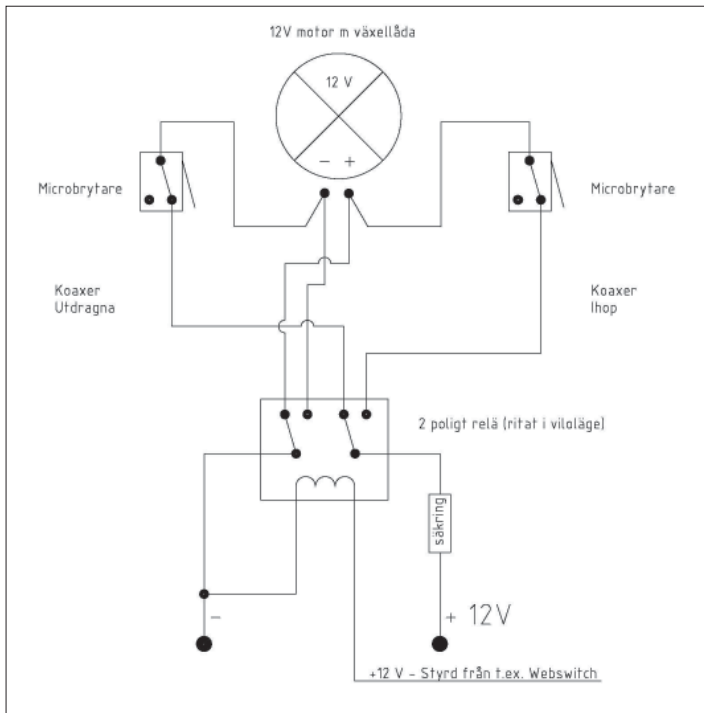 12V motor m växellåda
12 V
- +
Microbrytare
Microbrytare
Koaxer
Utdragna
Koaxer
Ihop
2 poligt relä (ritat i viloläge)
säkring
-
+ 12V
+12 V - Styrd från t.ex. Webswitch